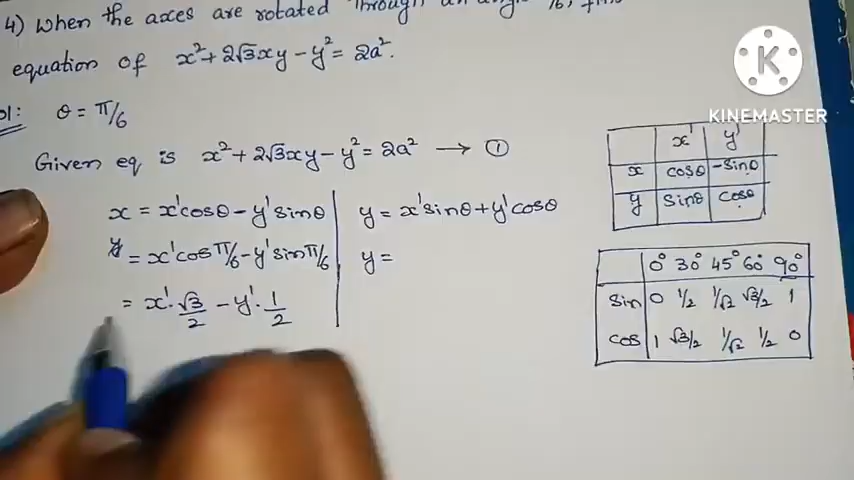 4) When the axes are rotated through an angle π/6, find
equation of x²+2√3xy-y²=2a².
θ = π/6
Given eq is x²+2√3xy-y²=2a² → ①
x = x'cosθ-y'sinθ
= x'cosπ/6-y'sinπ/6
= x'.√3/2 - y'.1/2
y = x'sinθ+y'cosθ
y =
K
KINEMASTER
x' y'
x cosθ -sinθ
y sinθ cosθ
0° 30° 45° 60° 90°
sin 0 1/2 1/√2 √3/2 1
cos 1 √3/2 1/√2 1/2 0